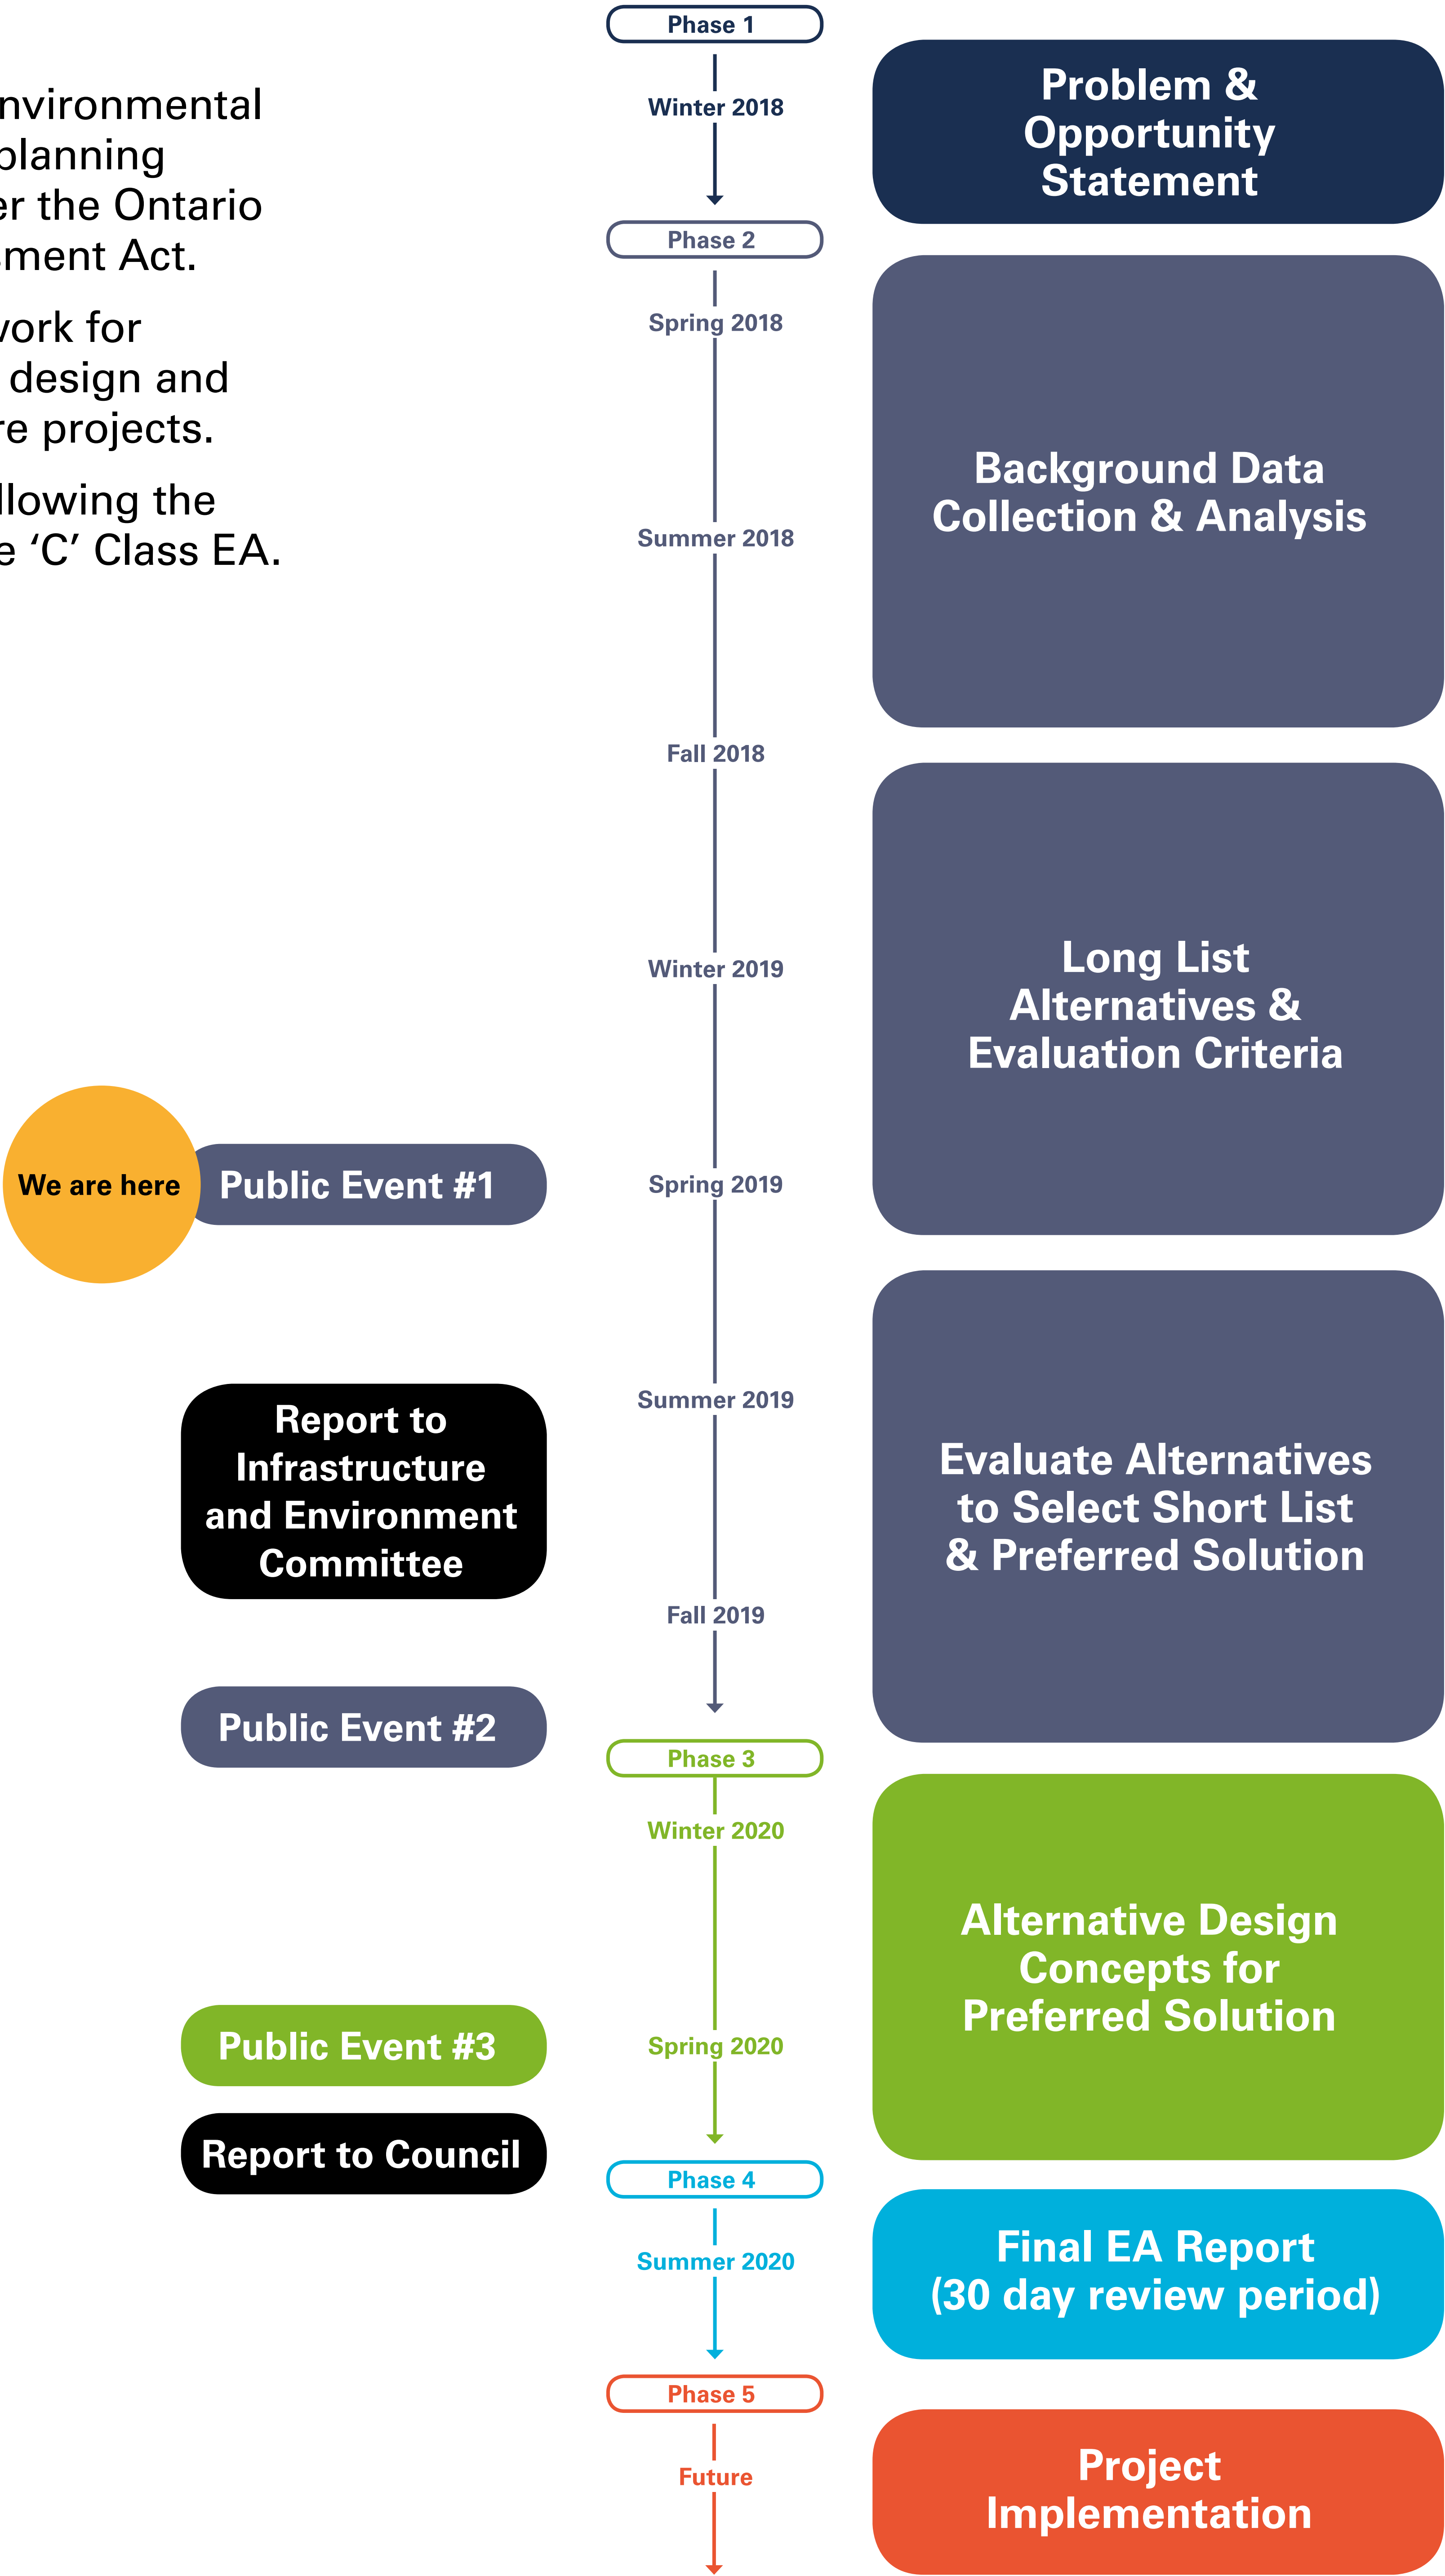 nvironmental
planning
er the Ontario
sment Act.
work for
design and
re projects.
llowing the
e ‘C’ Class EA.
Phase 1
Winter 2018
Problem &
Opportunity
Statement
Phase 2
Spring 2018
Background Data
Collection & Analysis
Summer 2018
Fall 2018
Long List
Alternatives &
Evaluation Criteria
Winter 2019
We are here
Public Event #1
Spring 2019
Summer 2019
Report to
Infrastructure
and Environment
Committee
Evaluate Alternatives
to Select Short List
& Preferred Solution
Fall 2019
Public Event #2
Phase 3
Winter 2020
Alternative Design
Concepts for
Preferred Solution
Public Event #3
Spring 2020
Report to Council
Phase 4
Summer 2020
Final EA Report
(30 day review period)
Phase 5
Future
Project
Implementation